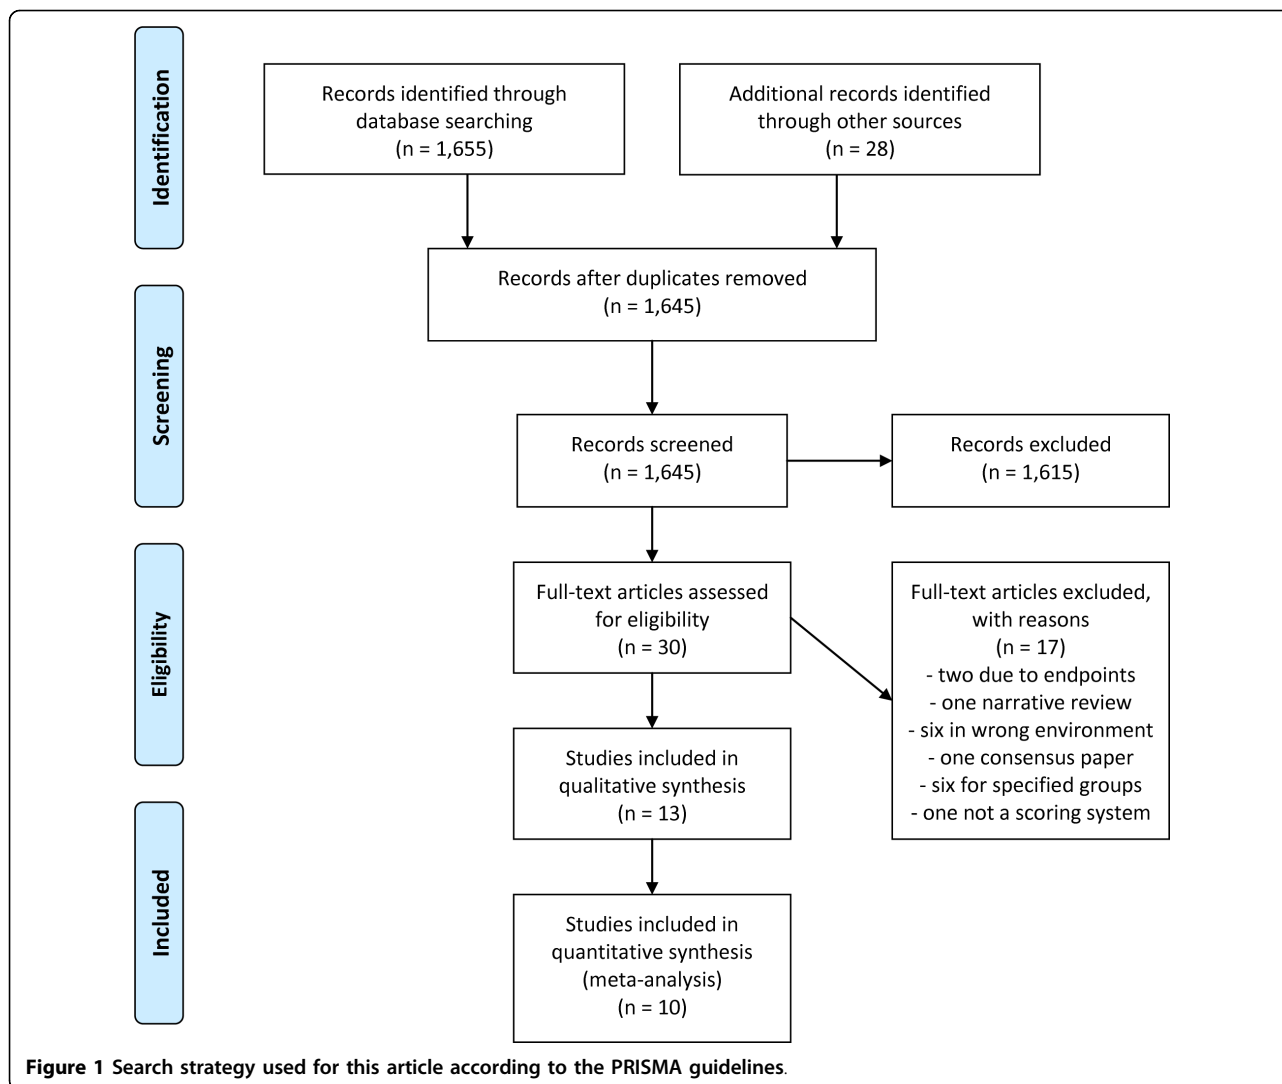 Identification
Records identified through
database searching
(n = 1,655)
Additional records identified
through other sources
(n = 28)
Records after duplicates removed
(n = 1,645)
Screening
Records screened
(n = 1,645)
Records excluded
(n = 1,615)
Eligibility
Full-text articles assessed
for eligibility
(n = 30)
Full-text articles excluded,
with reasons
(n = 17)
- two due to endpoints
- one narrative review
- six in wrong environment
- one consensus paper
- six for specified groups
- one not a scoring system
Studies included in
qualitative synthesis
(n = 13)
Included
Studies included in
quantitative synthesis
(meta-analysis)
(n = 10)
Figure 1 Search strategy used for this article according to the PRISMA guidelines.